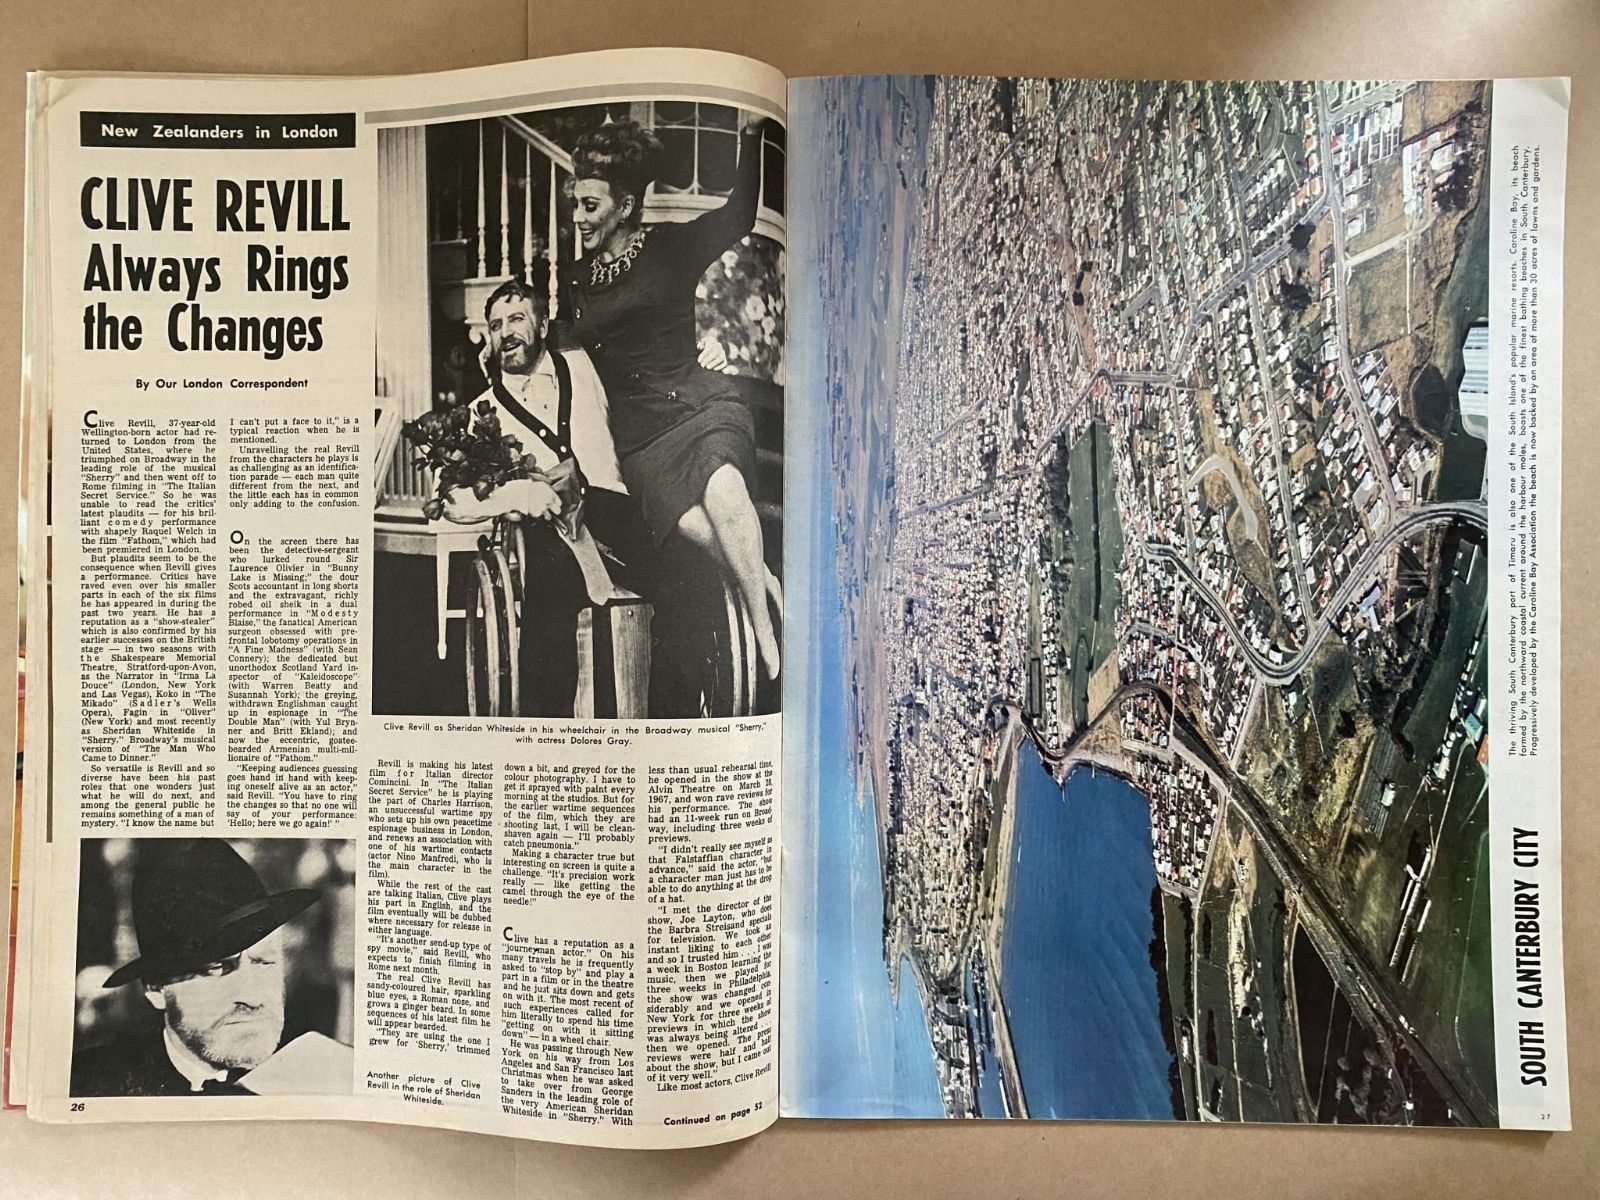 New Zealanders in London
CLIVE REVILL
Always Rings
the Changes
By Our London Correspondent
Clive Revill, 37-year-old
Wellington-born actor had re-
turned to London from the
United States, where he
triumphed on Broadway in the
leading role of the musical
"Sherry" and then went off to
Rome filming in "The Italian
Secret Service." So he was
unable to read the critics'
latest plaudits — for his bril-
liant comedy performance
with shapely Raquel Welch in
the film "Fathom," which had
been premiered in London.
But plaudits seem to be the
consequence when Revill gives
a performance. Critics have
raved even over his smaller
parts in each of the six films
he has appeared in during the
past two years. He has a
reputation as a "show-stealer"
which is also confirmed by his
earlier successes on the British
stage — in two seasons with
the Shakespeare Memorial
Theatre, Stratford-upon-Avon,
as the Narrator in "Irma La
Douce" (London, New York
and Las Vegas), Koko in "The
Mikado" (Sadler's Wells
Opera), Fagin in "Oliver"
(New York) and most recently
as Sheridan Whiteside in
"Sherry." Broadway's musical
version of "The Man Who
Came to Dinner."
So versatile is Revill and so
diverse have been his past
roles that one wonders just
what he will do next, and
among the general public he
remains something of a man of
mystery. "I know the name but
I can't put a face to it," is a
typical reaction when he is
mentioned.
Unravelling the real Revill
from the characters he plays is
as challenging as an identifica-
tion parade — each man quite
different from the next, and
the little each has in common
only adding to the confusion.
On the screen there has
been the detective-sergeant
who lurked round Sir
Laurence Olivier in "Bunny
Lake is Missing;" the dour
Scots accountant in long shorts
and the extravagant, richly
robed oil sheik in a dual
performance in "Modesty
Blaise," the fanatical American
surgeon obsessed with pre-
frontal lobotomy operations in
"A Fine Madness" (with Sean
Connery); the dedicated but
unorthodox Scotland Yard in-
spector of "Kaleidoscope"
(with Warren Beatty and
Susannah York); the greying,
withdrawn Englishman caught
up in espionage in "The
Double Man" (with Yul Bryn-
ner and Britt Ekland); and
now the eccentric, goatee-
bearded Armenian multi-mil-
lionaire of "Fathom."
"Keeping audiences guessing
goes hand in hand with keep-
ing oneself alive as an actor,"
said Revill. "You have to ring
the changes so that no one will
say of your performance:
'Hello; here we go again!' "
Clive Revill as Sheridan Whiteside in his wheelchair in the Broadway musical "Sherry,"
with actress Dolores Gray.
Revill is making his latest
film for Italian director
Comincini. In "The Italian
Secret Service" he is playing
the part of Charles Harrison,
an unsuccessful wartime spy
who sets up his own peacetime
espionage business in London,
and renews an association with
one of his wartime contacts
(actor Nino Manfredi, who is
the main character in the
film).
While the rest of the cast
are talking Italian, Clive plays
his part in English, and the
film eventually will be dubbed
where necessary for release in
either language.
"It's another send-up type of
spy movie," said Revill, who
expects to finish filming in
Rome next month.
The real Clive Revill has
sandy-coloured hair, sparkling
blue eyes, a Roman nose, and
grows a ginger beard. In some
sequences of his latest film he
will appear bearded.
"They are using the one I
grew for 'Sherry,' trimmed
Another picture of Clive
Revill in the role of Sheridan
Whiteside.
down a bit, and greyed for the
colour photography. I have to
get it sprayed with paint every
morning at the studios. But for
the earlier wartime sequences
of the film, which they are
shooting last, I will be clean-
shaven again — I'll probably
catch pneumonia."
Making a character true but
interesting on screen is quite a
challenge. "It's precision work
really — like getting the
camel through the eye of the
needle!"
Clive has a reputation as a
"journeyman actor." On his
many travels he is frequently
asked to "stop by" and play a
part in a film or in the theatre
and he just sits down and gets
on with it. The most recent of
such experiences called for
him literally to spend his time
"getting on with it sitting
down" — in a wheel chair.
He was passing through New
York on his way from Los
Angeles and San Francisco last
Christmas when he was asked
to take over from George
Sanders in the leading role of
the very American Sheridan
Whiteside in "Sherry." With
less than usual rehearsal time,
he opened in the show at the
Alvin Theatre on March
1967, and won rave reviews for
his performance. The show
had an 11-week run on Broad
way, including three weeks of
previews.
"I didn't really see myself as
that Falstaffian character in
advance," said the actor, "but
a character man just has to be
able to do anything at the drop
of a hat.
"I met the director of the
show, Joe Layton, who does
the Barbra Streisand specials
for television. We took an
instant liking to each other
and so I trusted him . . . I was
a week in Boston learning the
music, then we played for
three weeks in Philadelphia,
the show was changed con-
siderably and we opened in
New York for three weeks of
previews in which the show
was always being altered . . .
then we opened. The press
reviews were half and half
about the show, but I came out
of it very well."
Like most actors, Clive Revill
Continued on page 52
26
The thriving South Canterbury port of Timaru is also one of the South Island's popular marine resorts. Caroline Bay, its beach
formed by the northward coastal current around the harbour moles, boasts one of the finest bathing beaches in South Canterbury.
Progressively developed by the Caroline Bay Association the beach is now backed by an area of more than 30 acres of lawns and gardens.
SOUTH CANTERBURY CITY
27